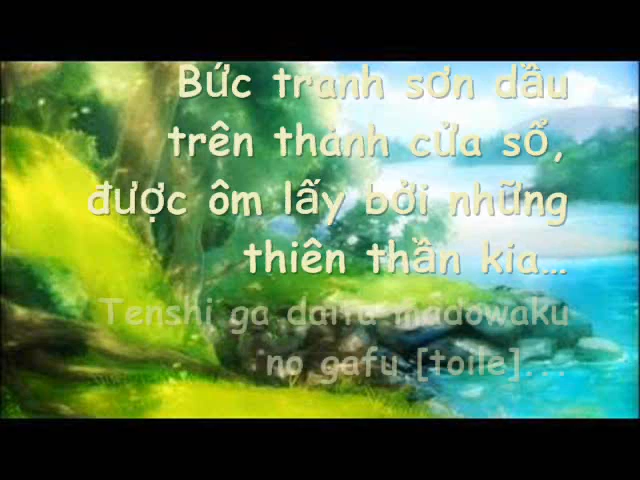 Bức tranh sơn dầu
trên thành cửa sổ,
được ôm lấy bởi những
thiên thần kia...
Tenshi ga daita madowaku
no gafu [toile]...